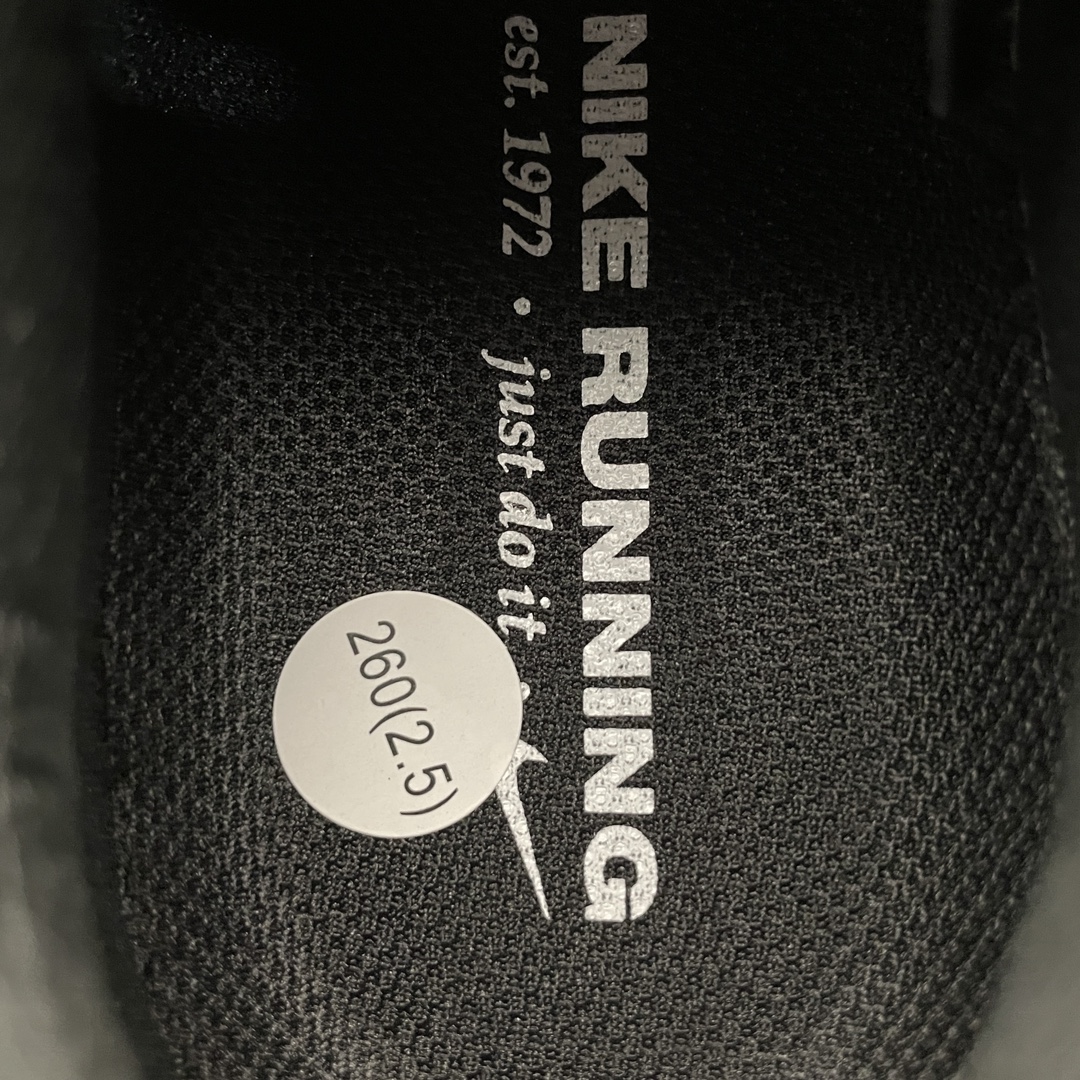 NIKE RUNNING
est. 1972 • just do it
260(2.5)